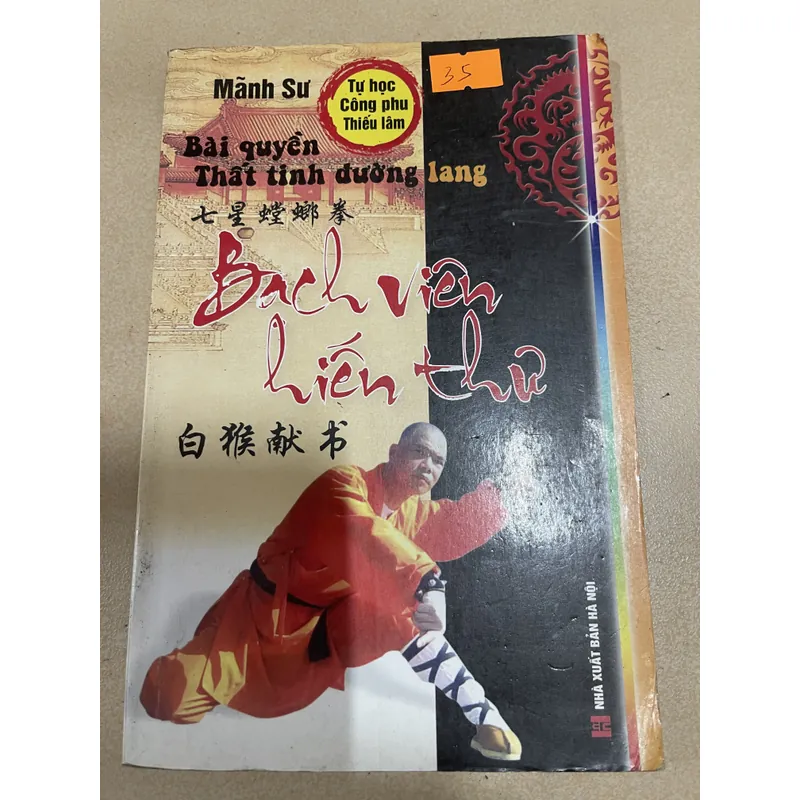 35
Mãnh Sư
Tự học
Công phu
Thiếu lâm
Bài quyền
Thất tinh đường lang
七星螳螂拳
Bạch viên
hiến thư
白猴献书
NHÀ XUẤT BẢN HÀ NỘI